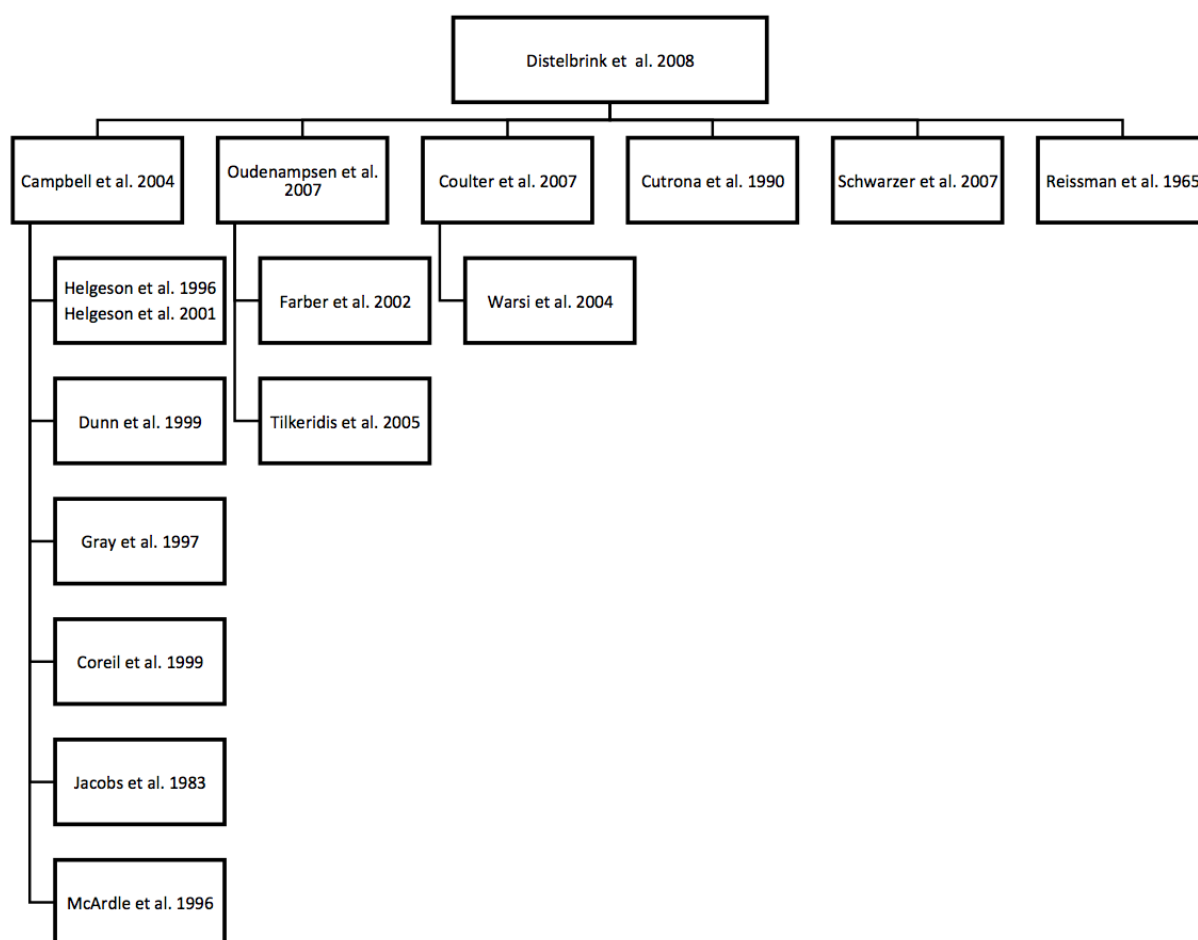 Distelbrink et al. 2008
Campbell et al. 2004
Oudenampsen et al.
2007
Coulter et al. 2007
Cutrona et al. 1990
Schwarzer et al. 2007
Reissman et al. 1965
Helgeson et al. 1996
Helgeson et al. 2001
Farber et al. 2002
Warsi et al. 2004
Dunn et al. 1999
Tilkeridis et al. 2005
Gray et al. 1997
Coreil et al. 1999
Jacobs et al. 1983
McArdle et al. 1996